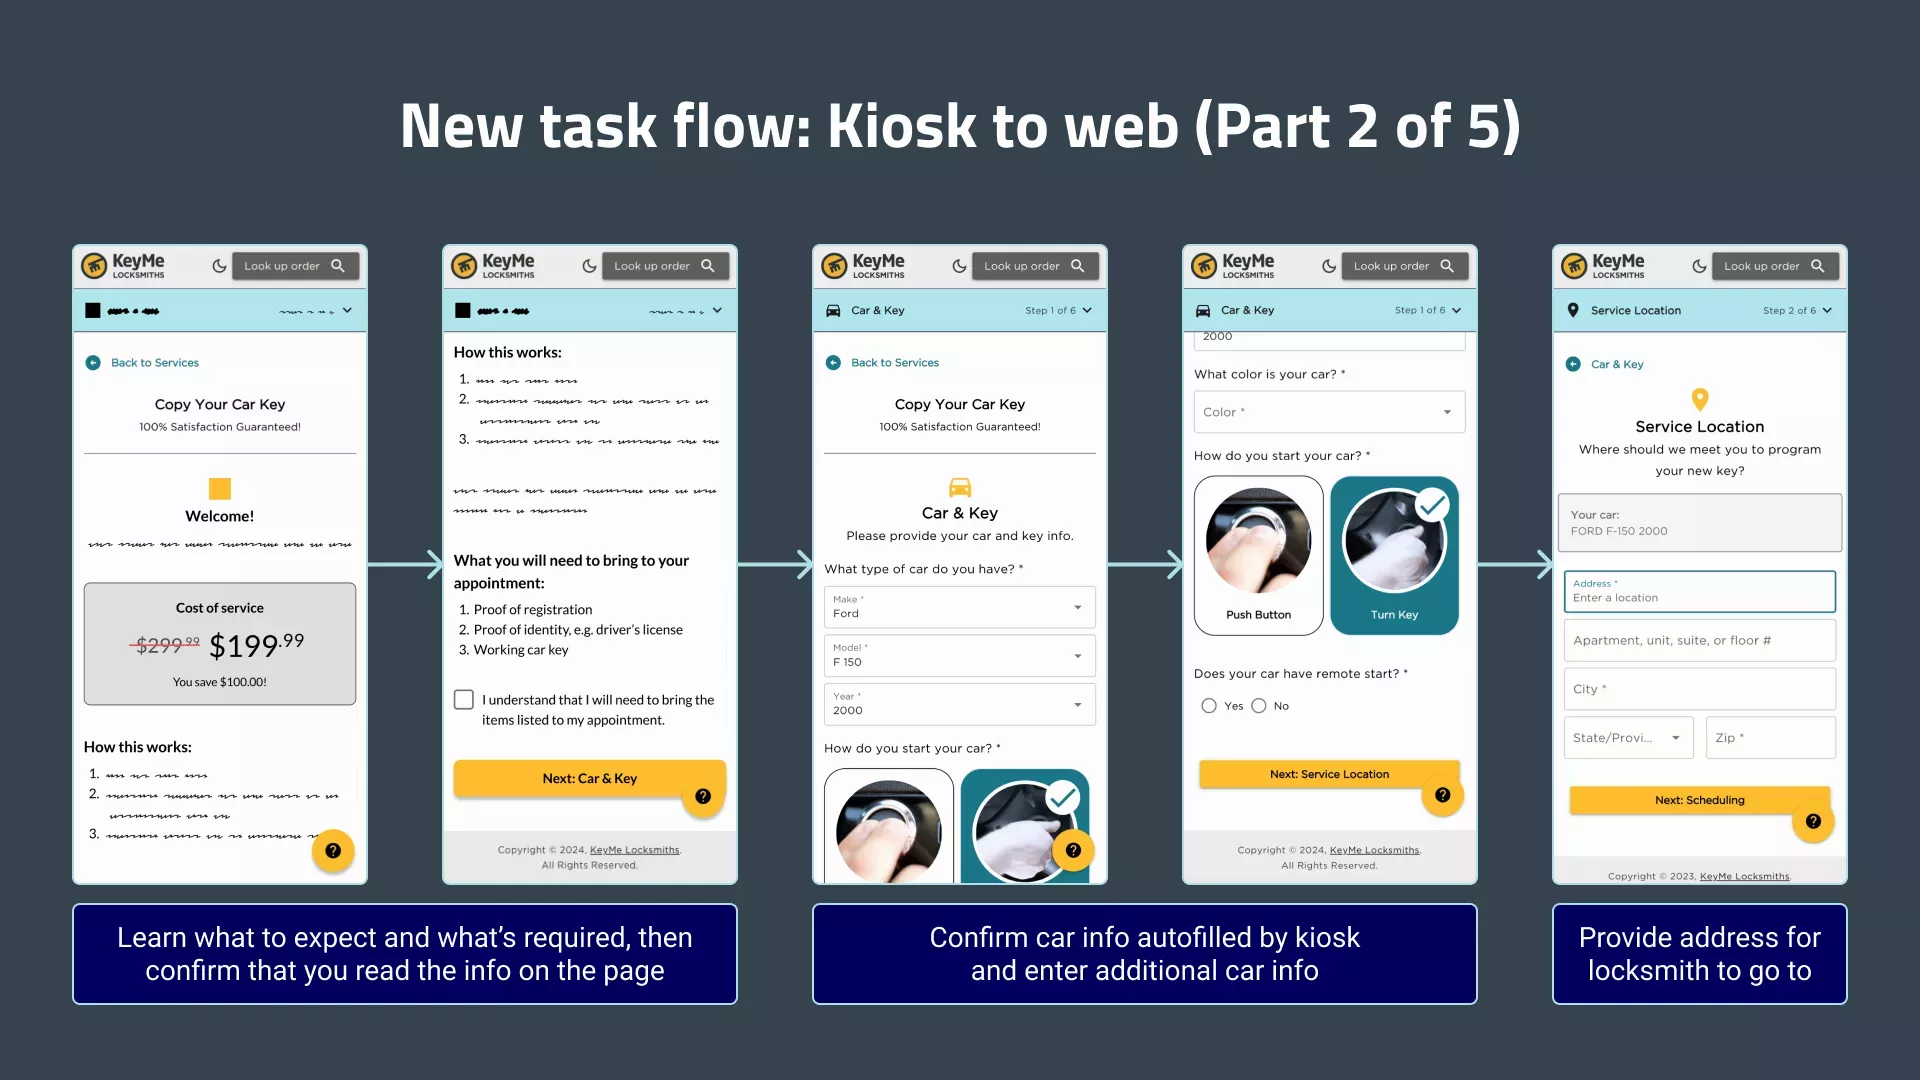 New task flow: Kiosk to web (Part 2 of 5)
KeyMe
LOCKSMITHS
Look up order
Back to Services
Copy Your Car Key
100% Satisfaction Guaranteed!
Welcome!
Cost of service
$299.99 $199.99
You save $100.00!
How this works:
1.
2.
3.
KeyMe
LOCKSMITHS
Look up order
How this works:
1.
2.
3.
What you will need to bring to your
appointment:
1. Proof of registration
2. Proof of identity, e.g. driver's license
3. Working car key
I understand that I will need to bring the
items listed to my appointment.
Next: Car & Key
?
Copyright © 2024, KeyMe Locksmiths.
All Rights Reserved.
?
Learn what to expect and what's required, then
confirm that you read the info on the page
KeyMe
LOCKSMITHS
Look up order
Car & Key
Step 1 of 6
Back to Services
Copy Your Car Key
100% Satisfaction Guaranteed!
Car & Key
Please provide your car and key info.
What type of car do you have? *
Make *
Ford
Model *
F 150
Year *
2000
How do you start your car? *
?
KeyMe
LOCKSMITHS
Look up order
Car & Key
Step 1 of 6
2000
What color is your car? *
Color *
How do you start your car? *
Push Button
Turn Key
Does your car have remote start? *
Yes
No
Next: Service Location
?
Copyright © 2024, KeyMe Locksmiths.
All Rights Reserved.
Confirm car info autofilled by kiosk
and enter additional car info
KeyMe
LOCKSMITHS
Look up order
Service Location
Step 2 of 6
Car & Key
Service Location
Where should we meet you to program
your new key?
Your car:
FORD F-150 2000
Address *
Enter a location
Apartment, unit, suite, or floor #
City *
State/Provi...
Zip *
Next: Scheduling
?
Copyright © 2023, KeyMe Locksmiths.
Provide address for
locksmith to go to